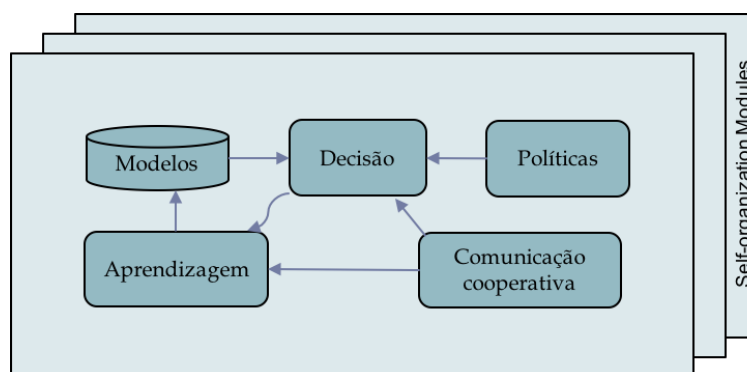 Modelos
Decisão
Políticas
Aprendizagem
Comunicação
cooperativa
Self-organization Modules